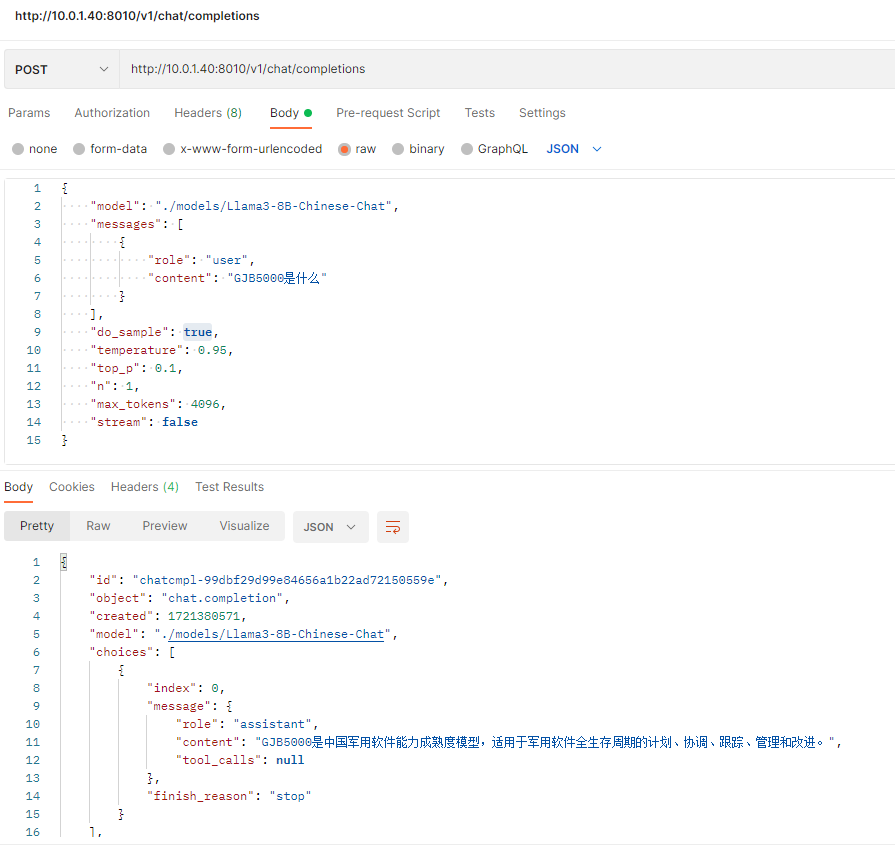 http://10.0.1.40:8010/v1/chat/completions
POST http://10.0.1.40:8010/v1/chat/completions
Params Authorization Headers (8) Body Pre-request Script Tests Settings
none form-data x-www-form-urlencoded raw binary GraphQL JSON
1 {
2 "model": "./models/Llama3-8B-Chinese-Chat",
3 "messages": [
4 {
5 "role": "user",
6 "content": "GJB5000是什么"
7 }
8 ],
9 "do_sample": true,
10 "temperature": 0.95,
11 "top_p": 0.1,
12 "n": 1,
13 "max_tokens": 4096,
14 "stream": false
15 }
Body Cookies Headers (4) Test Results
Pretty Raw Preview Visualize JSON
1 {
2 "id": "chatcmpl-99dbf29d99e84656a1b22ad72150559e",
3 "object": "chat.completion",
4 "created": 1721380571,
5 "model": "./models/Llama3-8B-Chinese-Chat",
6 "choices": [
7 {
8 "index": 0,
9 "message": {
10 "role": "assistant",
11 "content": "GJB5000是中国军用软件能力成熟度模型，适用于军用软件全生存周期的计划、协调、跟踪、管理和改进。",
12 "tool_calls": null
13 },
14 "finish_reason": "stop"
15 }
16 ],